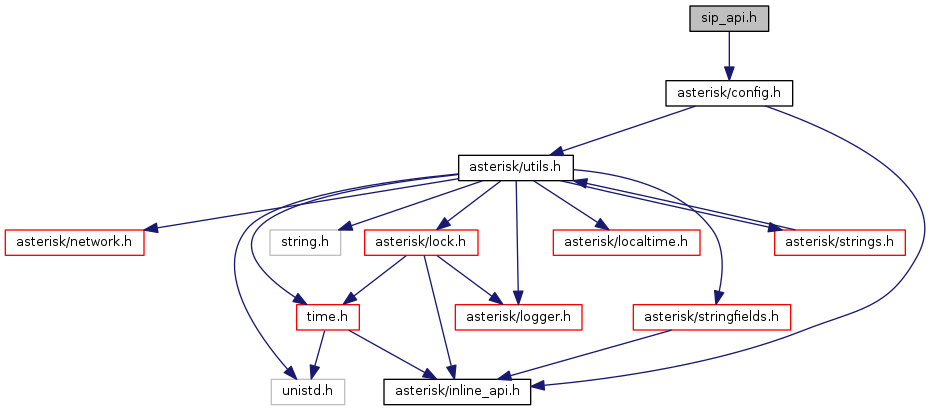 sip_api.h
asterisk/config.h
asterisk/utils.h
asterisk/network.h
string.h
asterisk/lock.h
asterisk/localtime.h
asterisk/strings.h
time.h
asterisk/logger.h
asterisk/stringfields.h
unistd.h
asterisk/inline_api.h